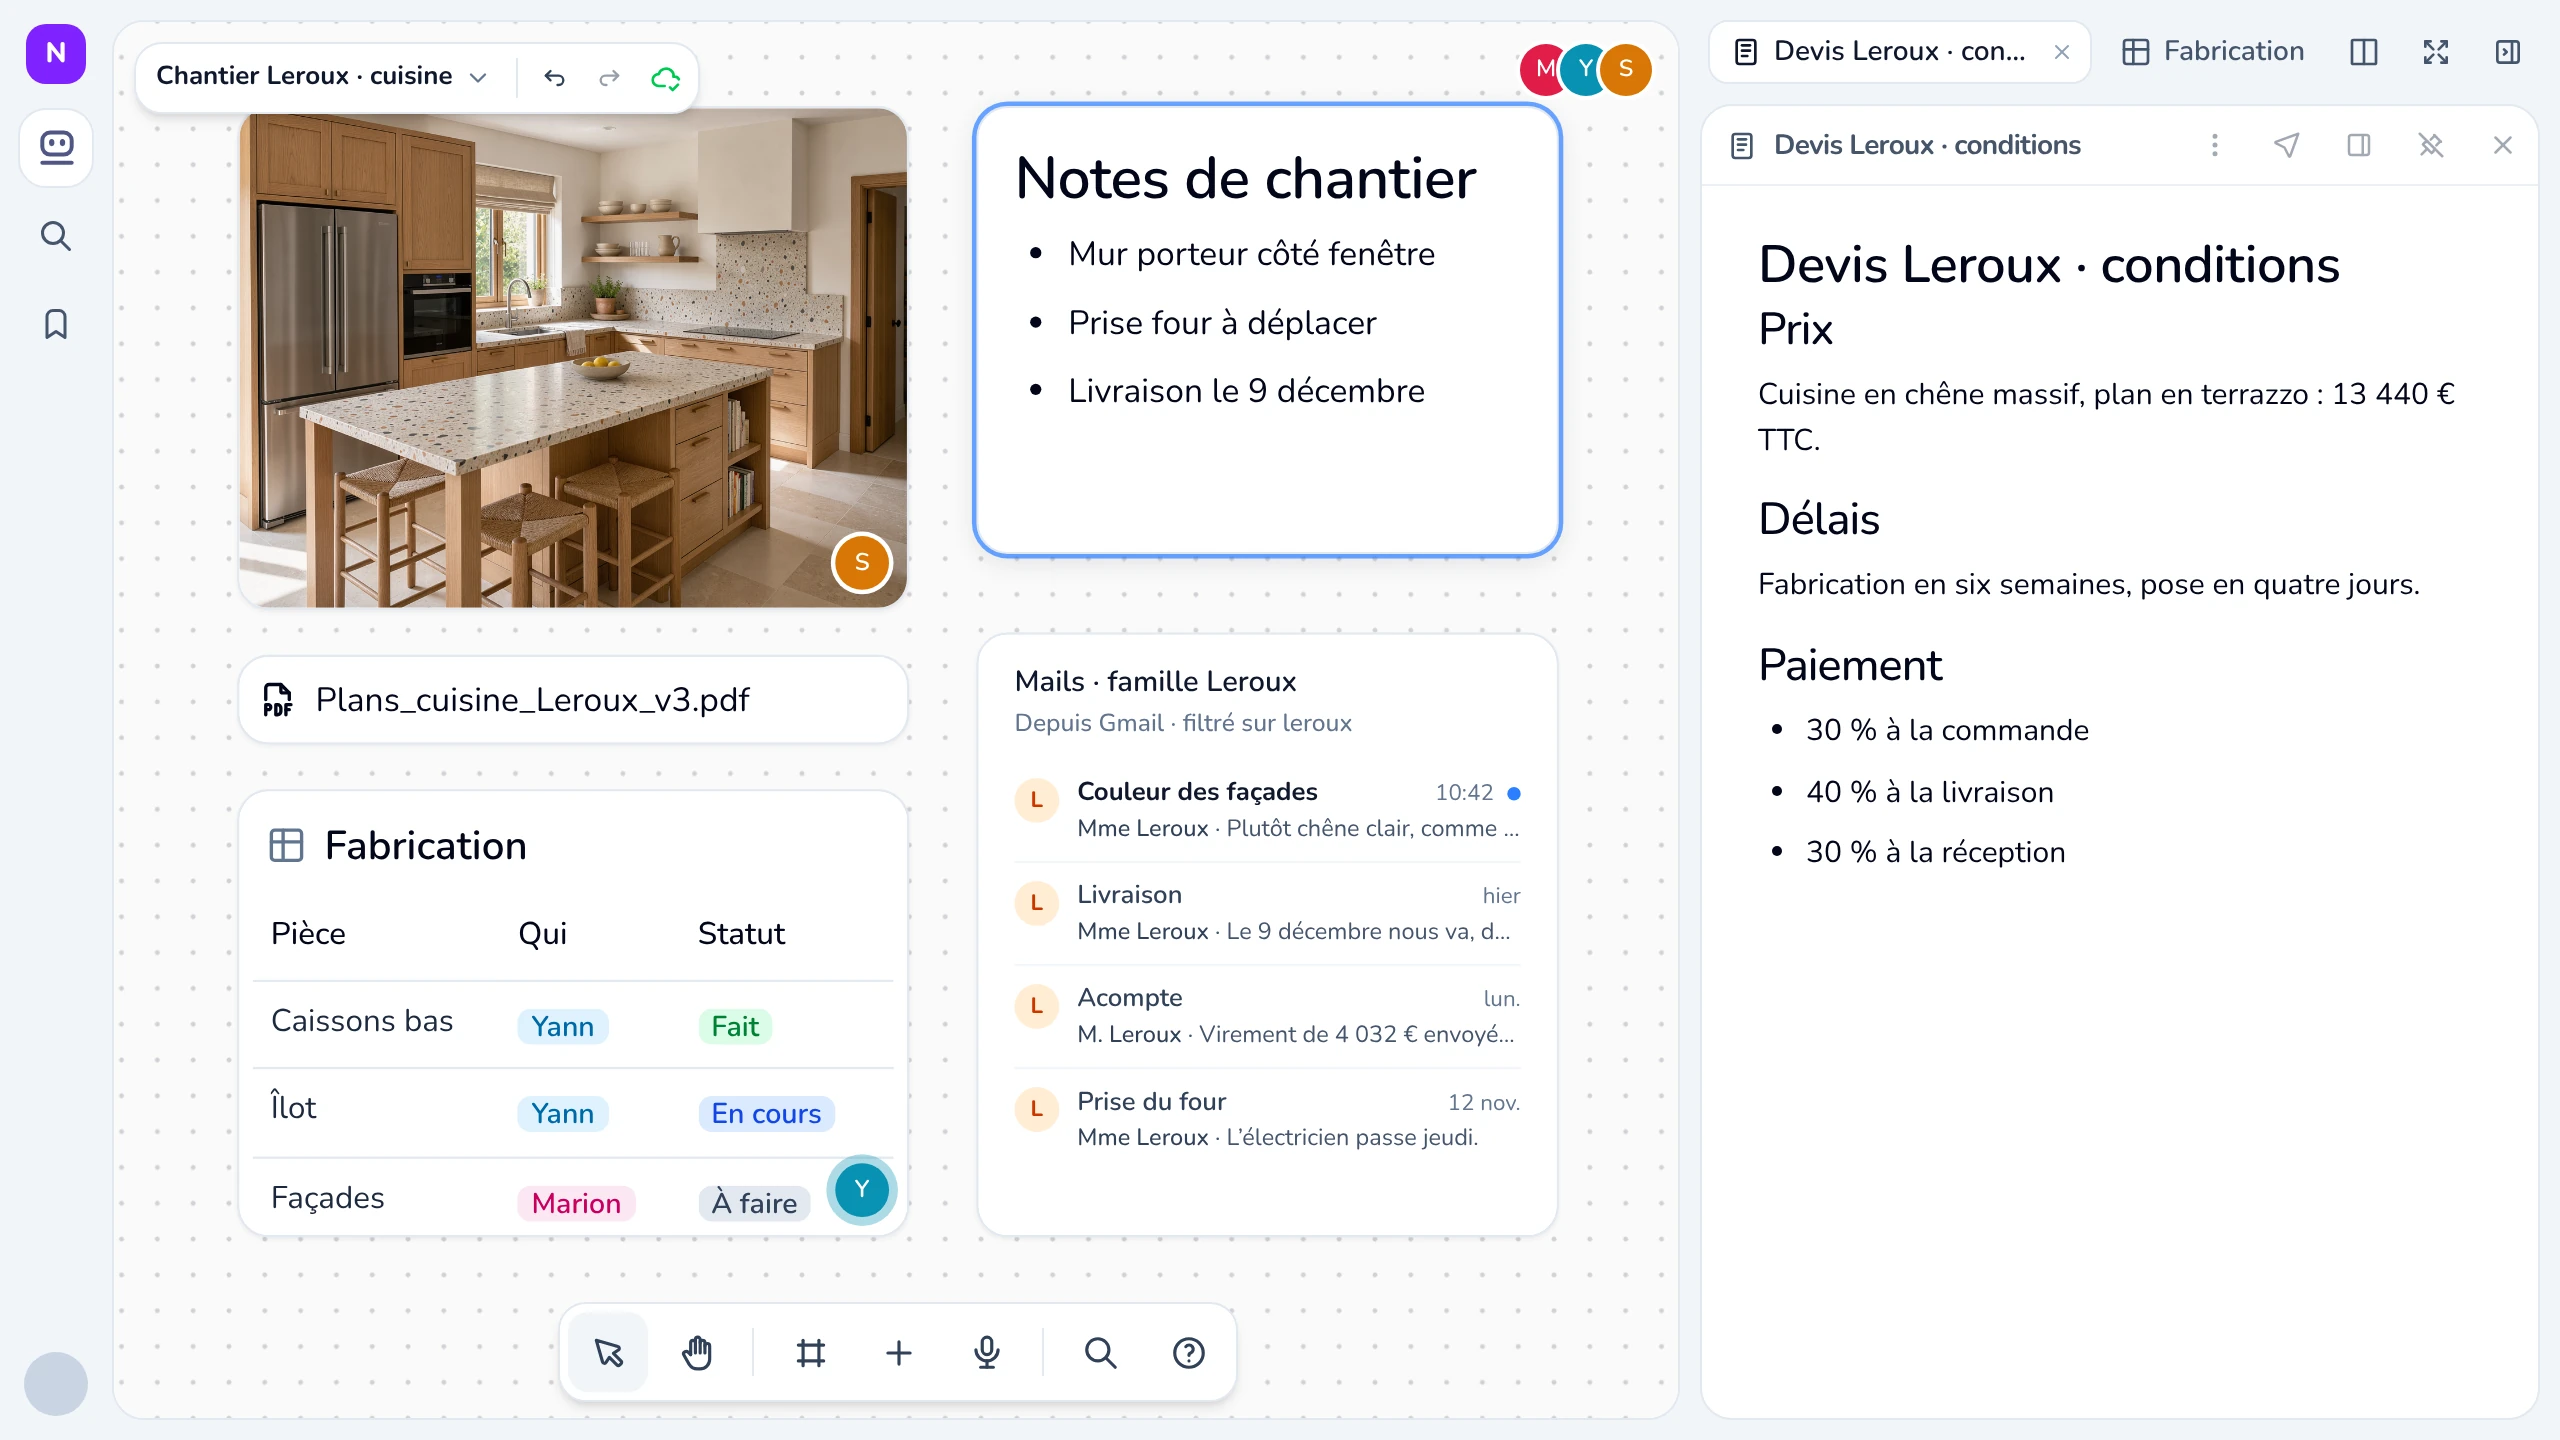 N
Chantier Leroux · cuisine
M
Y
S
S
Notes de chantier
• Mur porteur côté fenêtre
• Prise four à déplacer
• Livraison le 9 décembre
Plans_cuisine_Leroux_v3.pdf
PDF
Fabrication
Pièce Qui Statut
Caissons bas Yann Fait
Îlot Yann En cours
Façades Marion À faire
Y
Mails · famille Leroux
Depuis Gmail · filtré sur leroux
L
Couleur des façades 10:42
Mme Leroux · Plutôt chêne clair, comme ...
L
Livraison hier
Mme Leroux · Le 9 décembre nous va, d...
L
Acompte lun.
M. Leroux · Virement de 4 032 € envoyé...
L
Prise du four 12 nov.
Mme Leroux · L’électricien passe jeudi.
Devis Leroux · con...
Fabrication
Devis Leroux · conditions
Devis Leroux · conditions
Prix
Cuisine en chêne massif, plan en terrazzo : 13 440 €
TTC.
Délais
Fabrication en six semaines, pose en quatre jours.
Paiement
• 30 % à la commande
• 40 % à la livraison
• 30 % à la réception